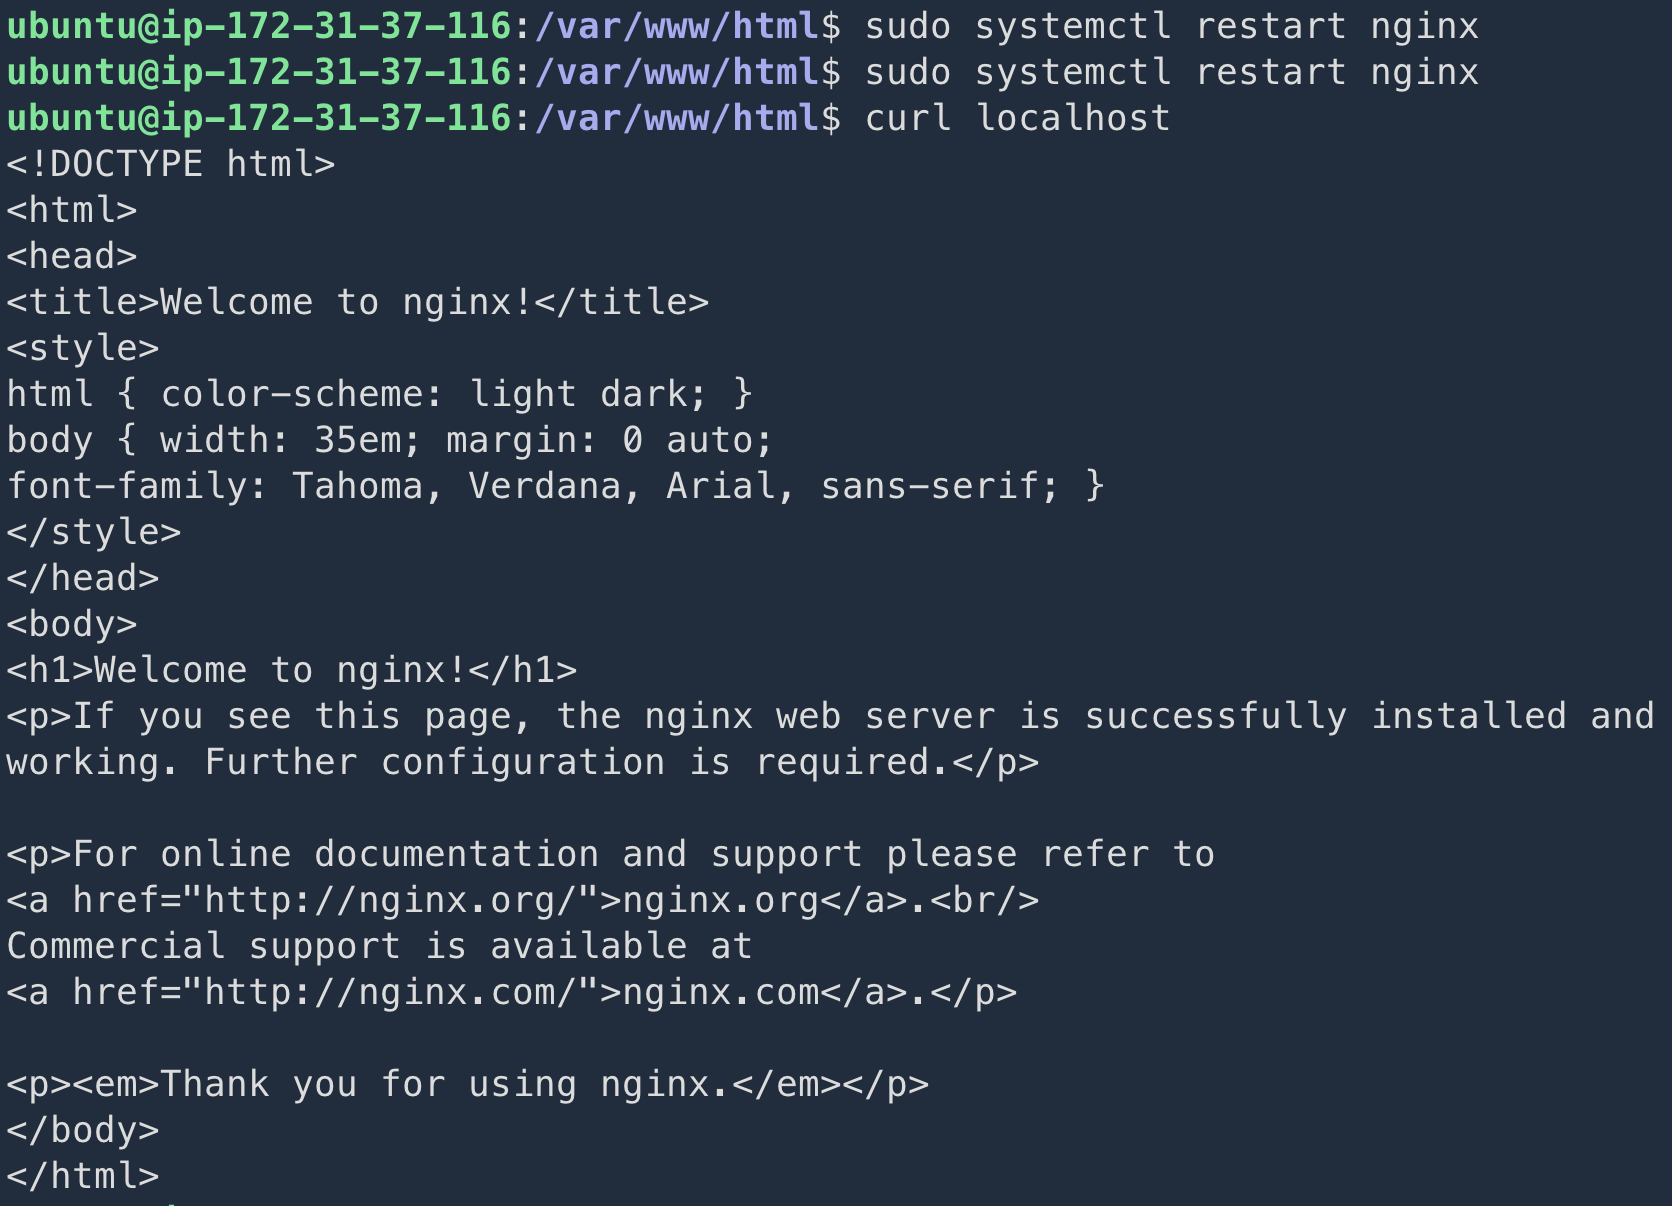 ubuntu@ip-172-31-37-116:/var/www/html$ sudo systemctl restart nginx
ubuntu@ip-172-31-37-116:/var/www/html$ sudo systemctl restart nginx
ubuntu@ip-172-31-37-116:/var/www/html$ curl localhost
<!DOCTYPE html>
<html>
<head>
<title>Welcome to nginx!</title>
<style>
html { color-scheme: light dark; }
body { width: 35em; margin: 0 auto;
font-family: Tahoma, Verdana, Arial, sans-serif; }
</style>
</head>
<body>
<h1>Welcome to nginx!</h1>
<p>If you see this page, the nginx web server is successfully installed and
working. Further configuration is required.</p>

<p>For online documentation and support please refer to
<a href="http://nginx.org/">nginx.org</a>.<br/>
Commercial support is available at
<a href="http://nginx.com/">nginx.com</a>.</p>

<p><em>Thank you for using nginx.</em></p>
</body>
</html>